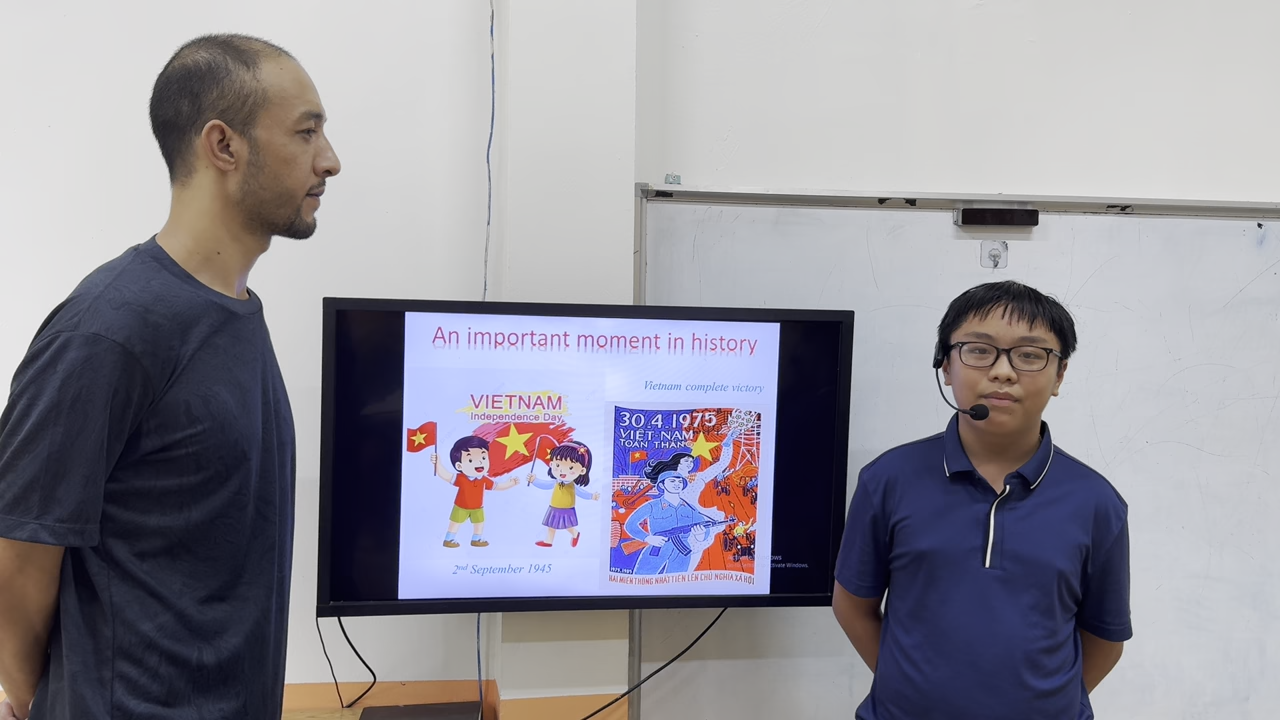 An important moment in history
Vietnam complete victory
VIETNAM
Independence Day
30.4.1975
VIỆT NAM
TOÀN THẮNG
2nd September 1945
HAI MIỀN THỐNG NHẤT TIẾN LÊN CHỦ NGHĨA XÃ HỘI